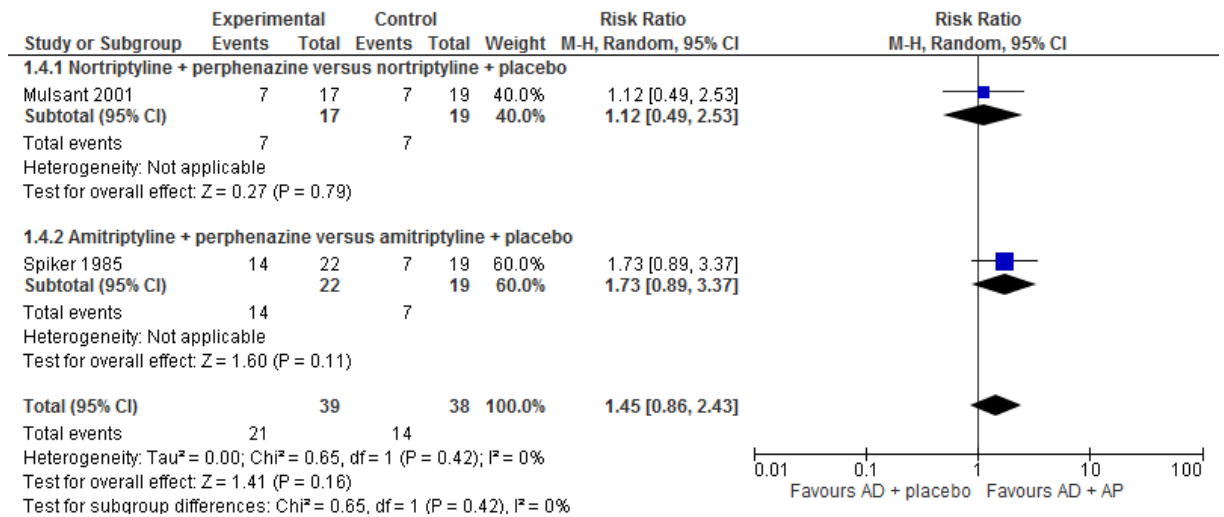 Experimental Control Risk Ratio Risk Ratio
Study or Subgroup Events Total Events Total Weight M-H, Random, 95% CI M-H, Random, 95% CI
1.4.1 Nortriptyline + perphenazine versus nortriptyline + placebo
Mulsant 2001 7 17 7 19 40.0% 1.12 [0.49, 2.53]
Subtotal (95% CI) 17 19 40.0% 1.12 [0.49, 2.53]
Total events 7 7
Heterogeneity: Not applicable
Test for overall effect: Z = 0.27 (P = 0.79)
1.4.2 Amitriptyline + perphenazine versus amitriptyline + placebo
Spiker 1985 14 22 7 19 60.0% 1.73 [0.89, 3.37]
Subtotal (95% CI) 22 19 60.0% 1.73 [0.89, 3.37]
Total events 14 7
Heterogeneity: Not applicable
Test for overall effect: Z = 1.60 (P = 0.11)
Total (95% CI) 39 38 100.0% 1.45 [0.86, 2.43]
Total events 21 14
Heterogeneity: Tau² = 0.00; Chi² = 0.65, df = 1 (P = 0.42); I² = 0%
Test for overall effect: Z = 1.41 (P = 0.16)
Test for subgroup differences: Chi² = 0.65, df = 1 (P = 0.42), I² = 0%
0.01 0.1 1 10 100
Favours AD + placebo Favours AD + AP